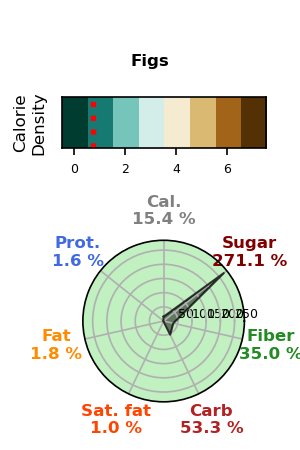 Figs
Calorie
Density
0 2 4 6
Cal.
15.4 %
Prot.
1.6 %
Sugar
271.1 %
50 100 150 200 250
Fat
1.8 %
Fiber
35.0 %
Sat. fat
1.0 %
Carb
53.3 %